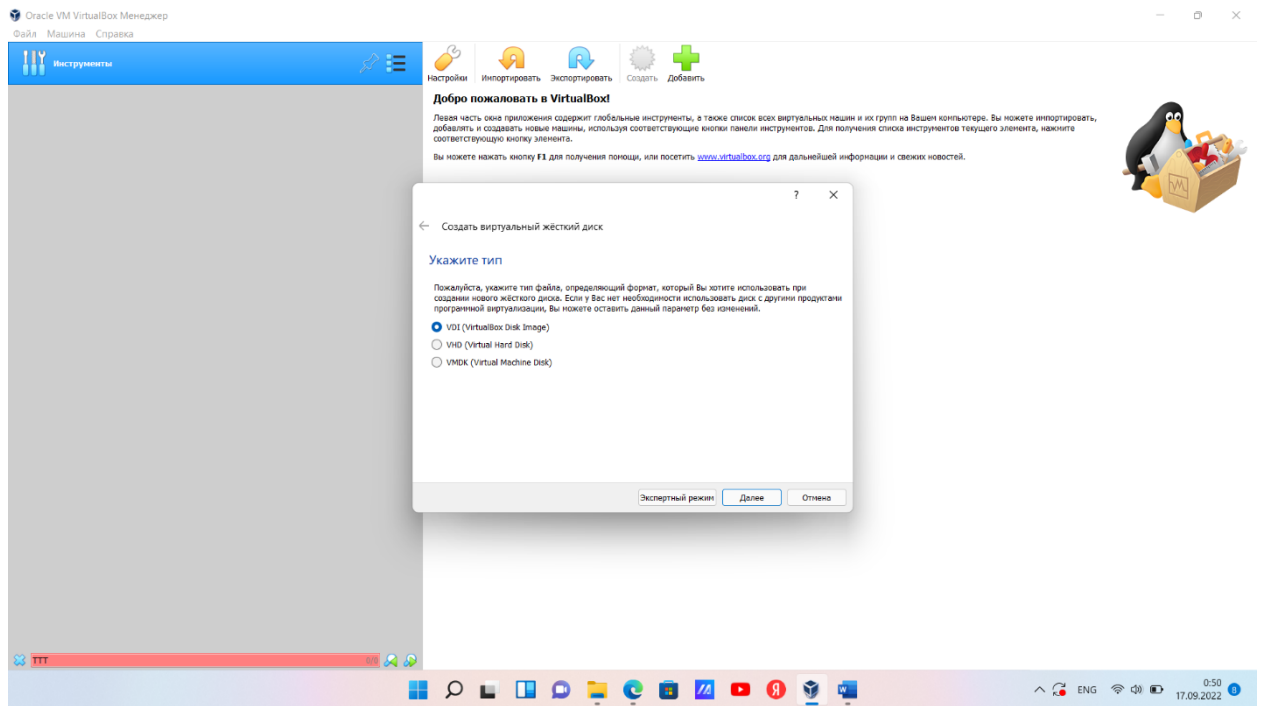 Oracle VM VirtualBox Менеджер
Файл Машина Справка
Инструменты
Настройки Импортировать Экспортировать Создать Добавить
Добро пожаловать в VirtualBox!
Левая часть окна приложения содержит глобальные инструменты, а также список всех виртуальных машин и их групп на Вашем компьютере. Вы можете импортировать,
добавлять и создавать новые машины, используя соответствующие кнопки панели инструментов. Для получения списка инструментов текущего элемента, нажмите
соответствующую кнопку элемента.
Вы можете нажать кнопку F1 для получения помощи, или посетить www.virtualbox.org для дальнейшей информации и свежих новостей.
?
Создать виртуальный жёсткий диск
Укажите тип
Пожалуйста, укажите тип файла, определяющий формат, который Вы хотите использовать при
создании нового жёсткого диска. Если у Вас нет необходимости использовать диск с другими продуктами
программной виртуализации, Вы можете оставить данный параметр без изменений.
VDI (VirtualBox Disk Image)
VHD (Virtual Hard Disk)
VMDK (Virtual Machine Disk)
Экспертный режим Далее Отмена
ТТТ 0/0
ENG 0:50
17.09.2022 8